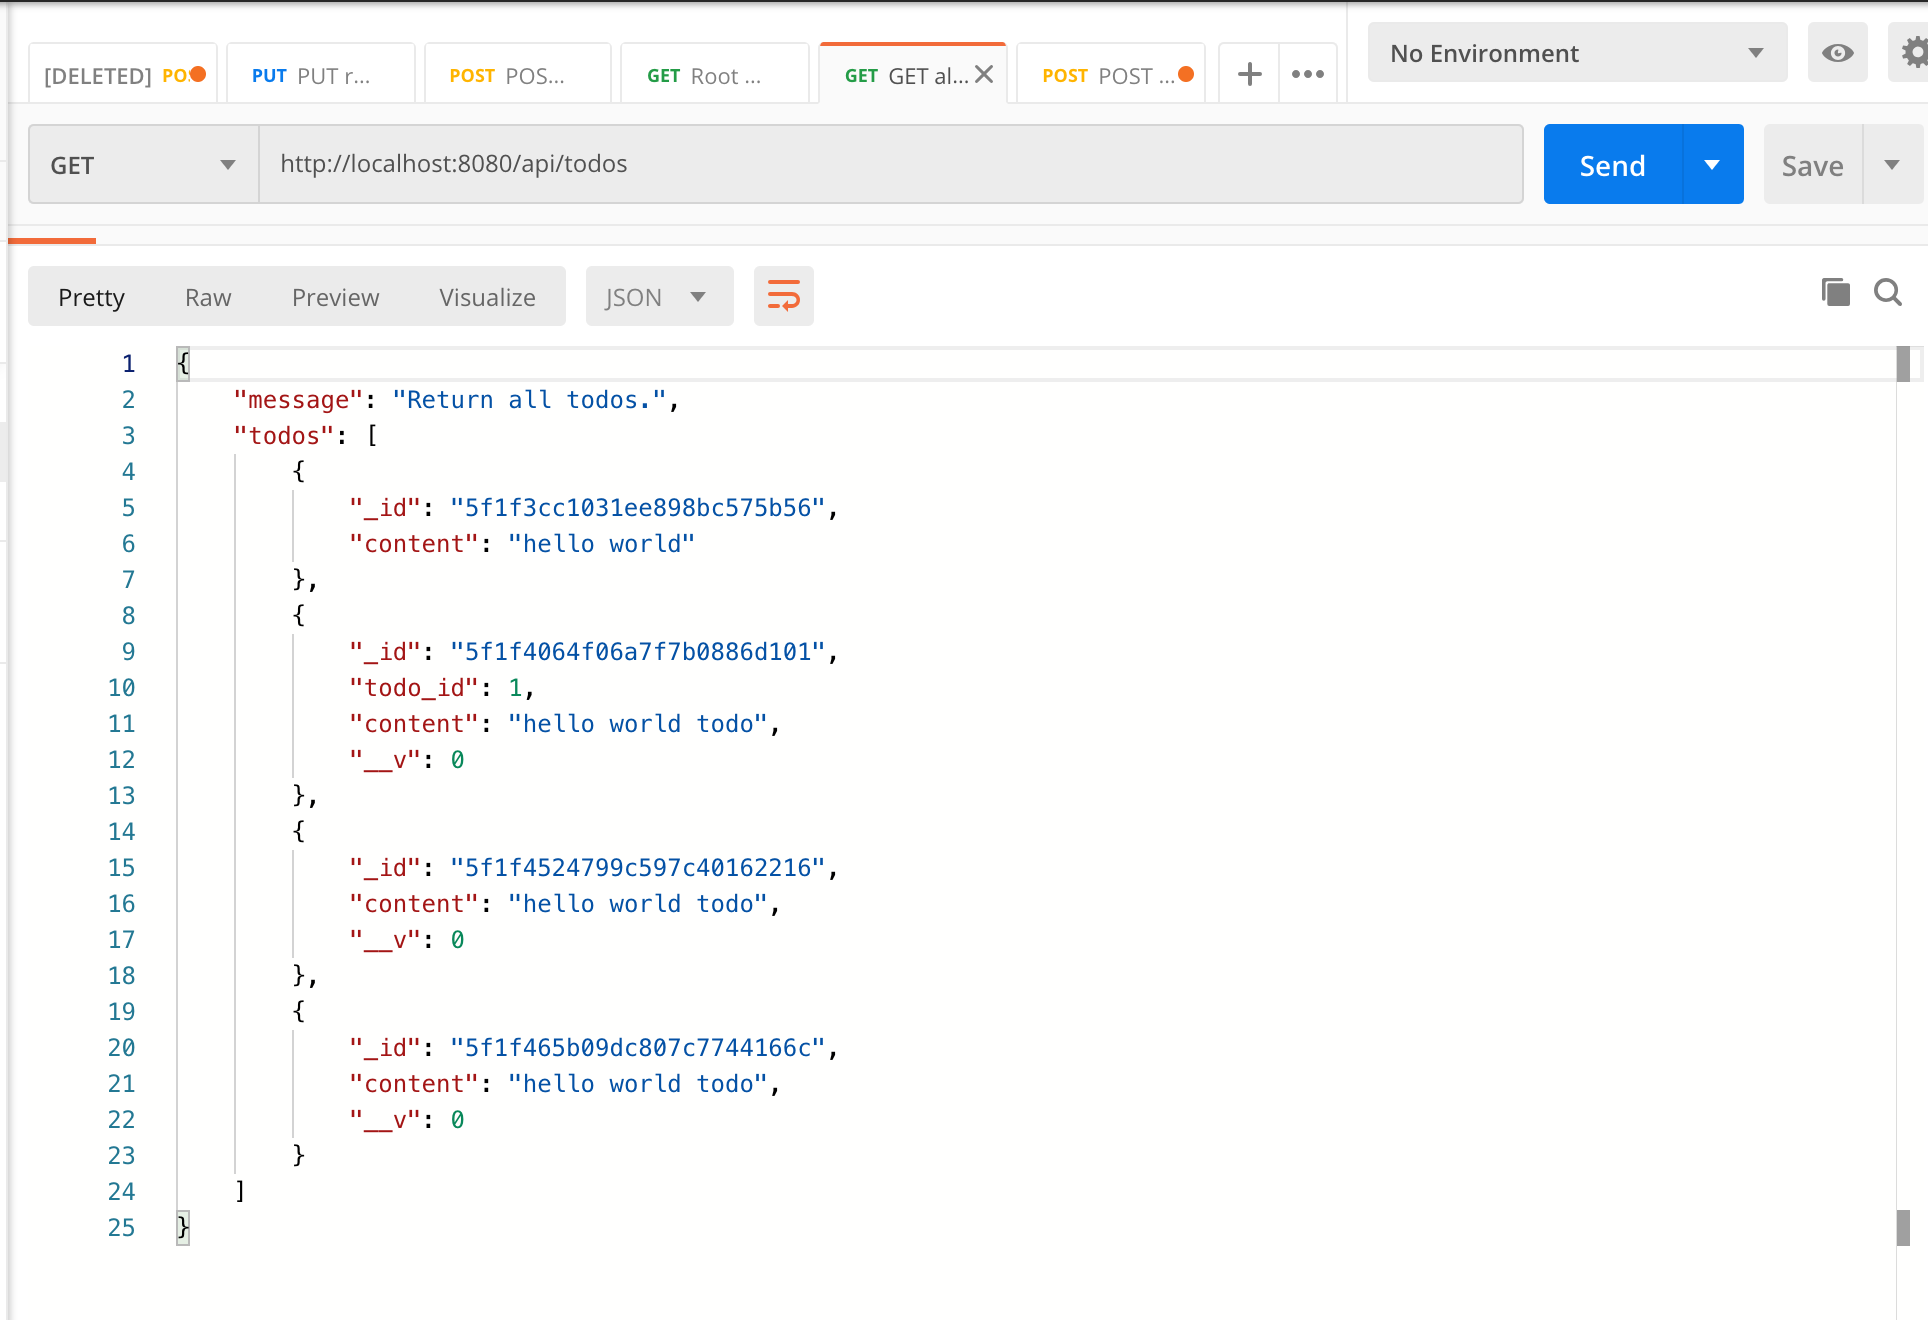 [DELETED] PO. PUT PUT r... POST POS... GET Root ... GET GET al... POST POST ... No Environment
GET http://localhost:8080/api/todos Send Save
Pretty Raw Preview Visualize JSON
1 {
2 "message": "Return all todos.",
3 "todos": [
4 {
5 "_id": "5f1f3cc1031ee898bc575b56",
6 "content": "hello world"
7 },
8 {
9 "_id": "5f1f4064f06a7f7b0886d101",
10 "todo_id": 1,
11 "content": "hello world todo",
12 "__v": 0
13 },
14 {
15 "_id": "5f1f4524799c597c40162216",
16 "content": "hello world todo",
17 "__v": 0
18 },
19 {
20 "_id": "5f1f465b09dc807c7744166c",
21 "content": "hello world todo",
22 "__v": 0
23 }
24 ]
25 }